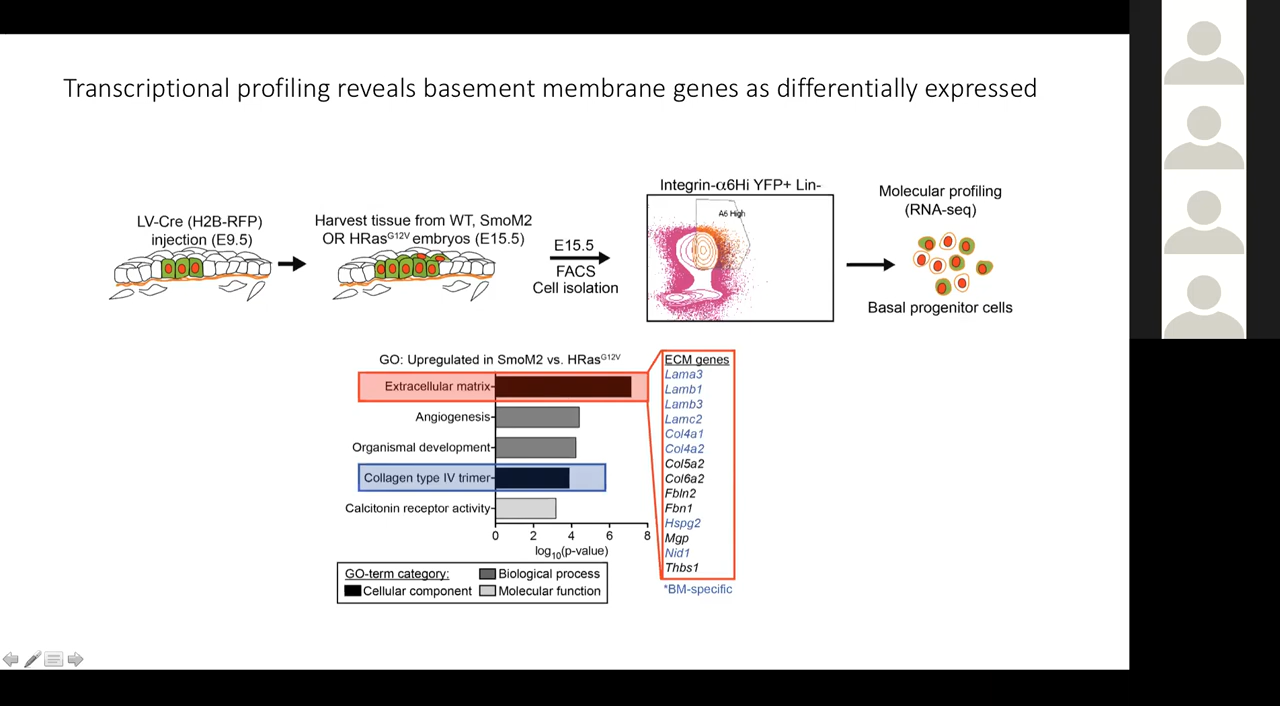 Transcriptional profiling reveals basement membrane genes as differentially expressed
LV-Cre (H2B-RFP)
injection (E9.5)
Harvest tissue from WT, SmoM2
OR HRasG12V embryos (E15.5)
E15.5
FACS
Cell isolation
Integrin-α6Hi YFP+ Lin-
A6 High
Molecular profiling
(RNA-seq)
Basal progenitor cells
GO: Upregulated in SmoM2 vs. HRasG12V
Extracellular matrix
Angiogenesis
Organismal development
Collagen type IV trimer
Calcitonin receptor activity
0 2 4 6 8
log10(p-value)
GO-term category:
Biological process
Cellular component
Molecular function
ECM genes
Lama3
Lamb1
Lamb3
Lamc2
Col4a1
Col4a2
Col5a2
Col6a2
Fbln2
Fbn1
Hspg2
Mgp
Nid1
Thbs1
*BM-specific